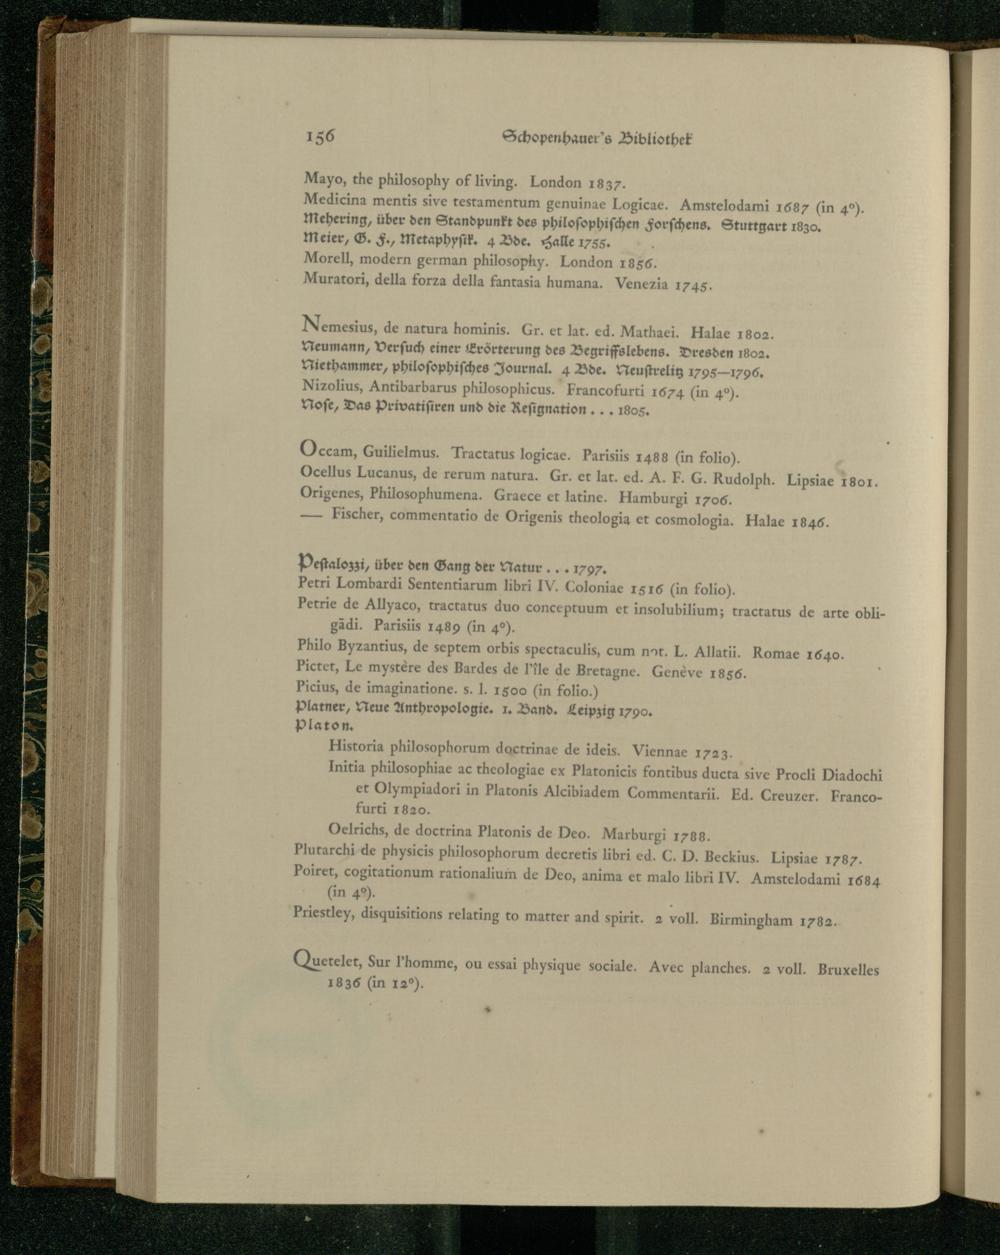 156 Schopenhauer's Bibliothek
Mayo, the philosophy of living. London 1837.
Medicina mentis sive testamentum genuinae Logicae. Amstelodami 1687 (in 4⁰).
Mehering, über den Standpunkt des philosophischen Forschens. Stuttgart 1830.
Meier, G. F., Metaphysik. 4 Bde. Halle 1755.
Morell, modern german philosophy. London 1856.
Muratori, della forza della fantasia humana. Venezia 1745.
Nemesius, de natura hominis. Gr. et lat. ed. Mathaei. Halae 1802.
Neumann, Versuch einer Erörterung des Begriffslebens. Dresden 1802.
Niethammer, philosophisches Journal. 4 Bde. Neustrelitz 1795—1796.
Nizolius, Antibarbarus philosophicus. Francofurti 1674 (in 4⁰).
Nose, Das Privatisiren und die Resignation . . . 1805.
Occam, Guilielmus. Tractatus logicae. Parisiis 1488 (in folio).
Ocellus Lucanus, de rerum natura. Gr. et lat. ed. A. F. G. Rudolph. Lipsiae 1801.
Origenes, Philosophumena. Graece et latine. Hamburgi 1706.
— Fischer, commentatio de Origenis theologia et cosmologia. Halae 1846.
Pestalozzi, über den Gang der Natur . . . 1797.
Petri Lombardi Sententiarum libri IV. Coloniae 1516 (in folio).
Petrie de Allyaco, tractatus duo conceptuum et insolubilium; tractatus de arte obli-
gādi. Parisiis 1489 (in 4⁰).
Philo Byzantius, de septem orbis spectaculis, cum not. L. Allatii. Romae 1640.
Pictet, Le mystère des Bardes de l'île de Bretagne. Genève 1856.
Picius, de imaginatione. s. l. 1500 (in folio.)
Platner, Neue Anthropologie. 1. Band. Leipzig 1790.
Platon.
Historia philosophorum doctrinae de ideis. Viennae 1723.
Initia philosophiae ac theologiae ex Platonicis fontibus ducta sive Procli Diadochi
et Olympiadori in Platonis Alcibiadem Commentarii. Ed. Creuzer. Franco-
furti 1820.
Oelrichs, de doctrina Platonis de Deo. Marburgi 1788.
Plutarchi de physicis philosophorum decretis libri ed. C. D. Beckius. Lipsiae 1787.
Poiret, cogitationum rationalium de Deo, anima et malo libri IV. Amstelodami 1684
(in 4⁰).
Priestley, disquisitions relating to matter and spirit. 2 voll. Birmingham 1782.
Quetelet, Sur l'homme, ou essai physique sociale. Avec planches. 2 voll. Bruxelles
1836 (in 12⁰).